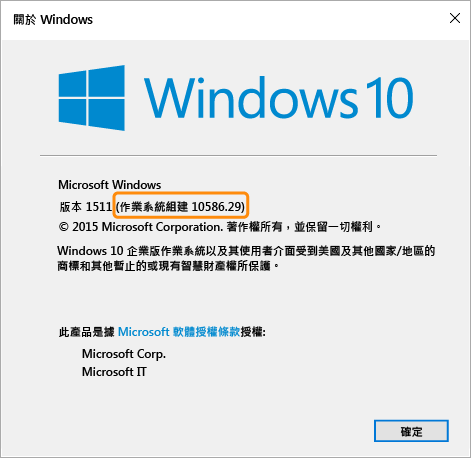 關於 Windows
Windows 10
Microsoft Windows
版本 1511 (作業系統組建 10586.29)
© 2015 Microsoft Corporation. 著作權所有，並保留一切權利。
Windows 10 企業版作業系統以及其使用者介面受到美國及其他國家/地區的
商標和其他暫止的或現有智慧財產權所保護。
此產品是據 Microsoft 軟體授權條款授權:
Microsoft Corp.
Microsoft IT
確定